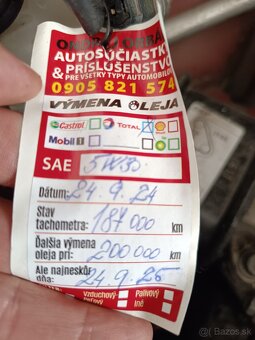 AUTOSÚČIASTKY
& PRÍSLUŠENSTVO
PRE VŠETKY TYPY AUTOMOBILOV
0905 821 574
VÝMENA OLEJA
Castrol TOTAL
Mobil 1
SAE 5W30
Dátum: 24.9.24
Stav
tachometra: 187 000 km
Ďalšia výmena
oleja pri: 200 000 km
Ale najneskôr
dňa: 24.9.25
Vzduchový Palivový
Iné
bazos.sk